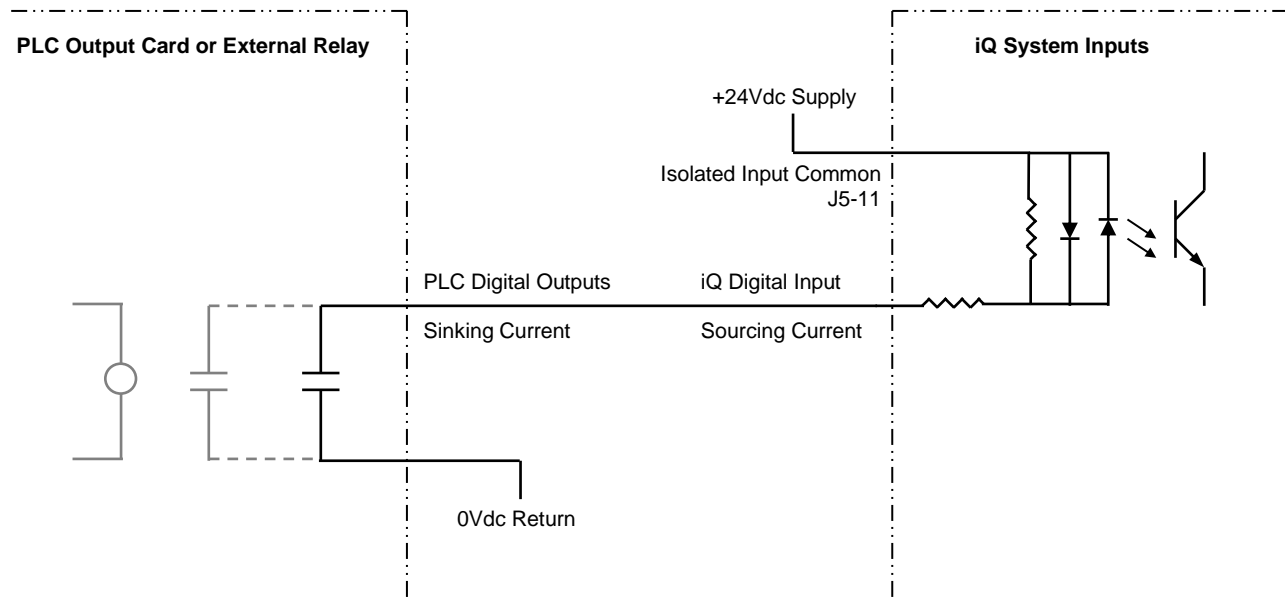 PLC Output Card or External Relay
iQ System Inputs
+24Vdc Supply
Isolated Input Common
J5-11
PLC Digital Outputs
iQ Digital Input
Sinking Current
Sourcing Current
0Vdc Return